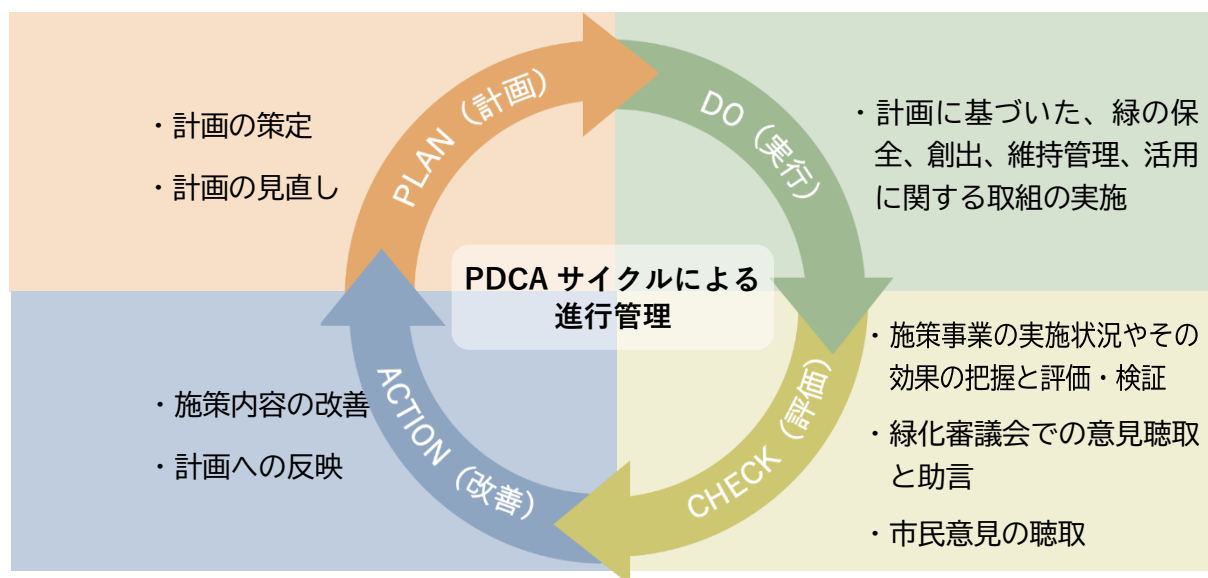 PLAN（計画）
・計画の策定
・計画の見直し
DO（実行）
・計画に基づいた、緑の保
全、創出、維持管理、活用
に関する取組の実施
PDCA サイクルによる
進行管理
CHECK（評価）
・施策事業の実施状況やその
効果の把握と評価・検証
・緑化審議会での意見聴取
と助言
・市民意見の聴取
ACTION（改善）
・施策内容の改善
・計画への反映